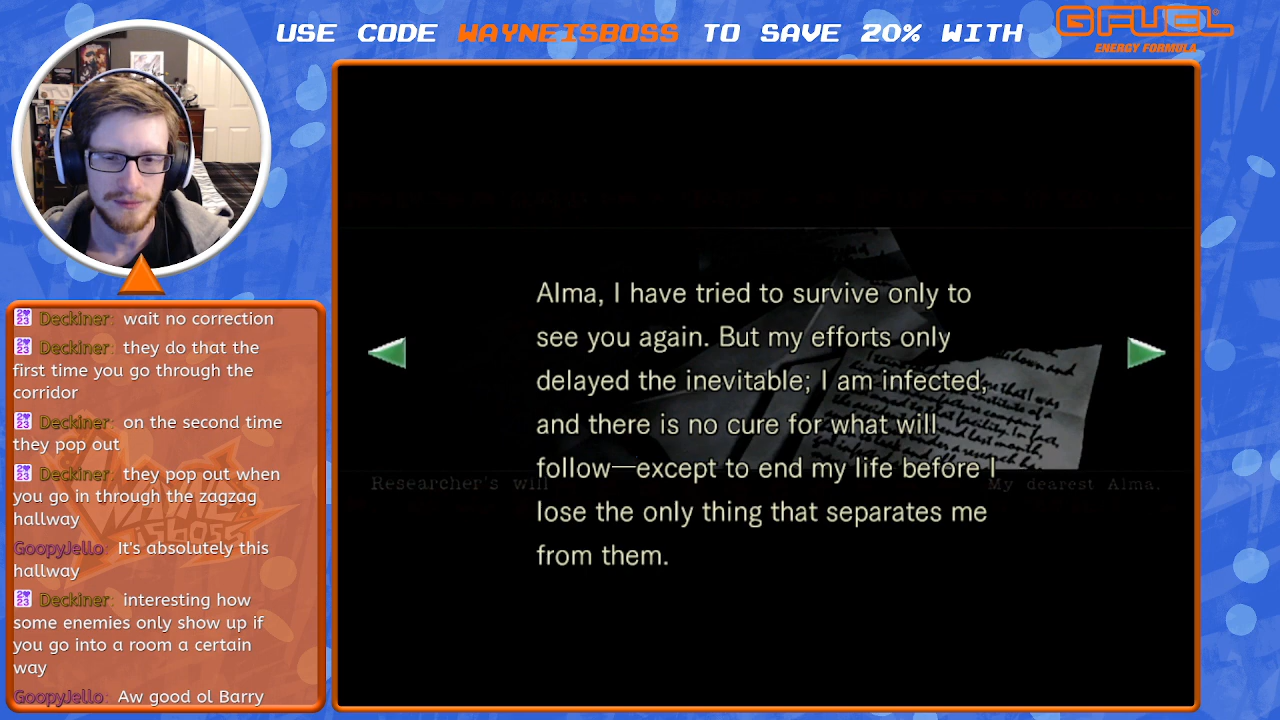 USE CODE WAYNEISBOSS TO SAVE 20% WITH
G FUEL
ENERGY FORMULA
Deckiner: wait no correction
Deckiner: they do that the
first time you go through the
corridor
Deckiner: on the second time
they pop out
Deckiner: they pop out when
you go in through the zagzag
hallway
GoopyJello: It's absolutely this
hallway
Deckiner: interesting how
some enemies only show up if
you go into a room a certain
way
GoopyJello: Aw good ol Barry
WAYNE
isBOSS
Alma, I have tried to survive only to
see you again. But my efforts only
delayed the inevitable; I am infected,
and there is no cure for what will
follow—except to end my life before I
lose the only thing that separates me
from them.
Researcher's will
My dearest Alma.